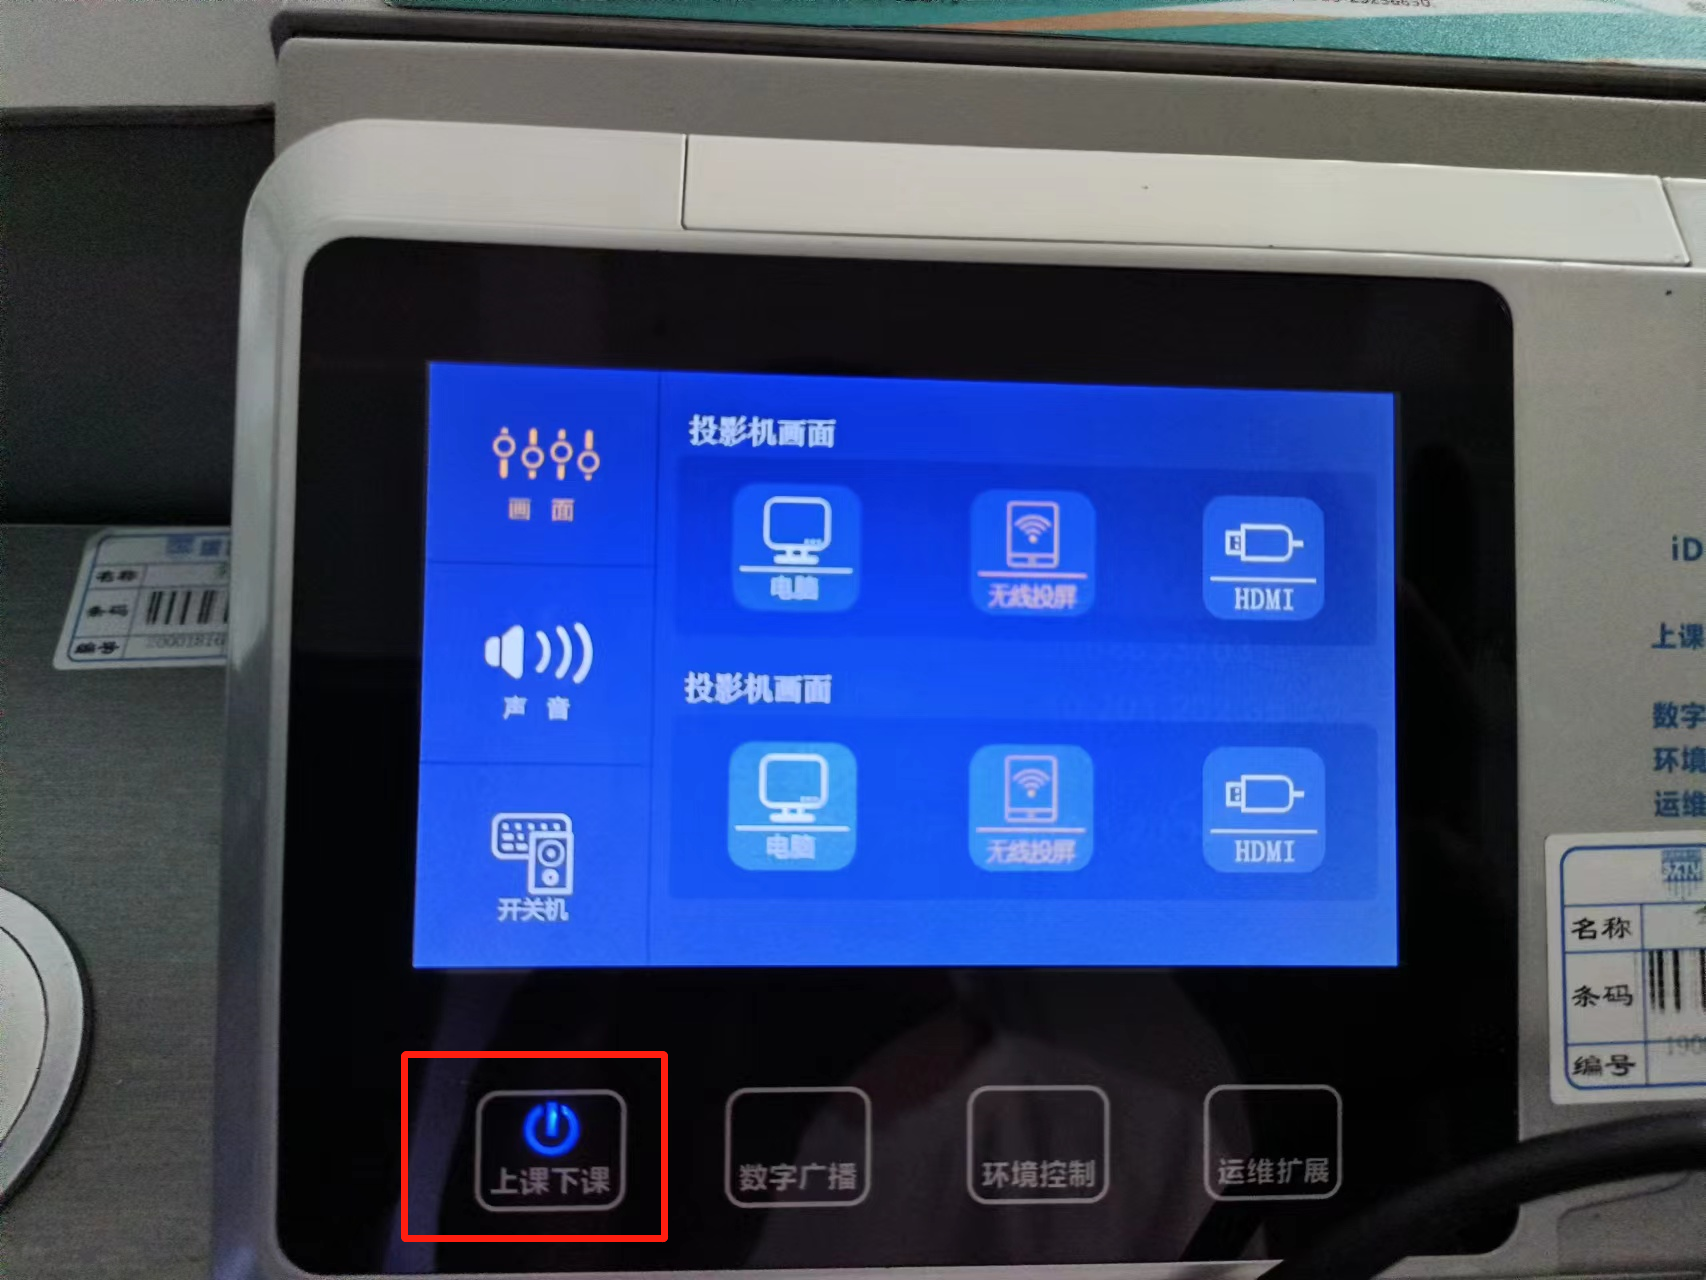 画 面
声 音
开关机
投影机画面
电脑
无线投屏
HDMI
投影机画面
电脑
无线投屏
HDMI
上课下课
数字广播
环境控制
运维扩展
iD
上课
数字
环境
运维
名称
条码
编号
名称
条码
编号